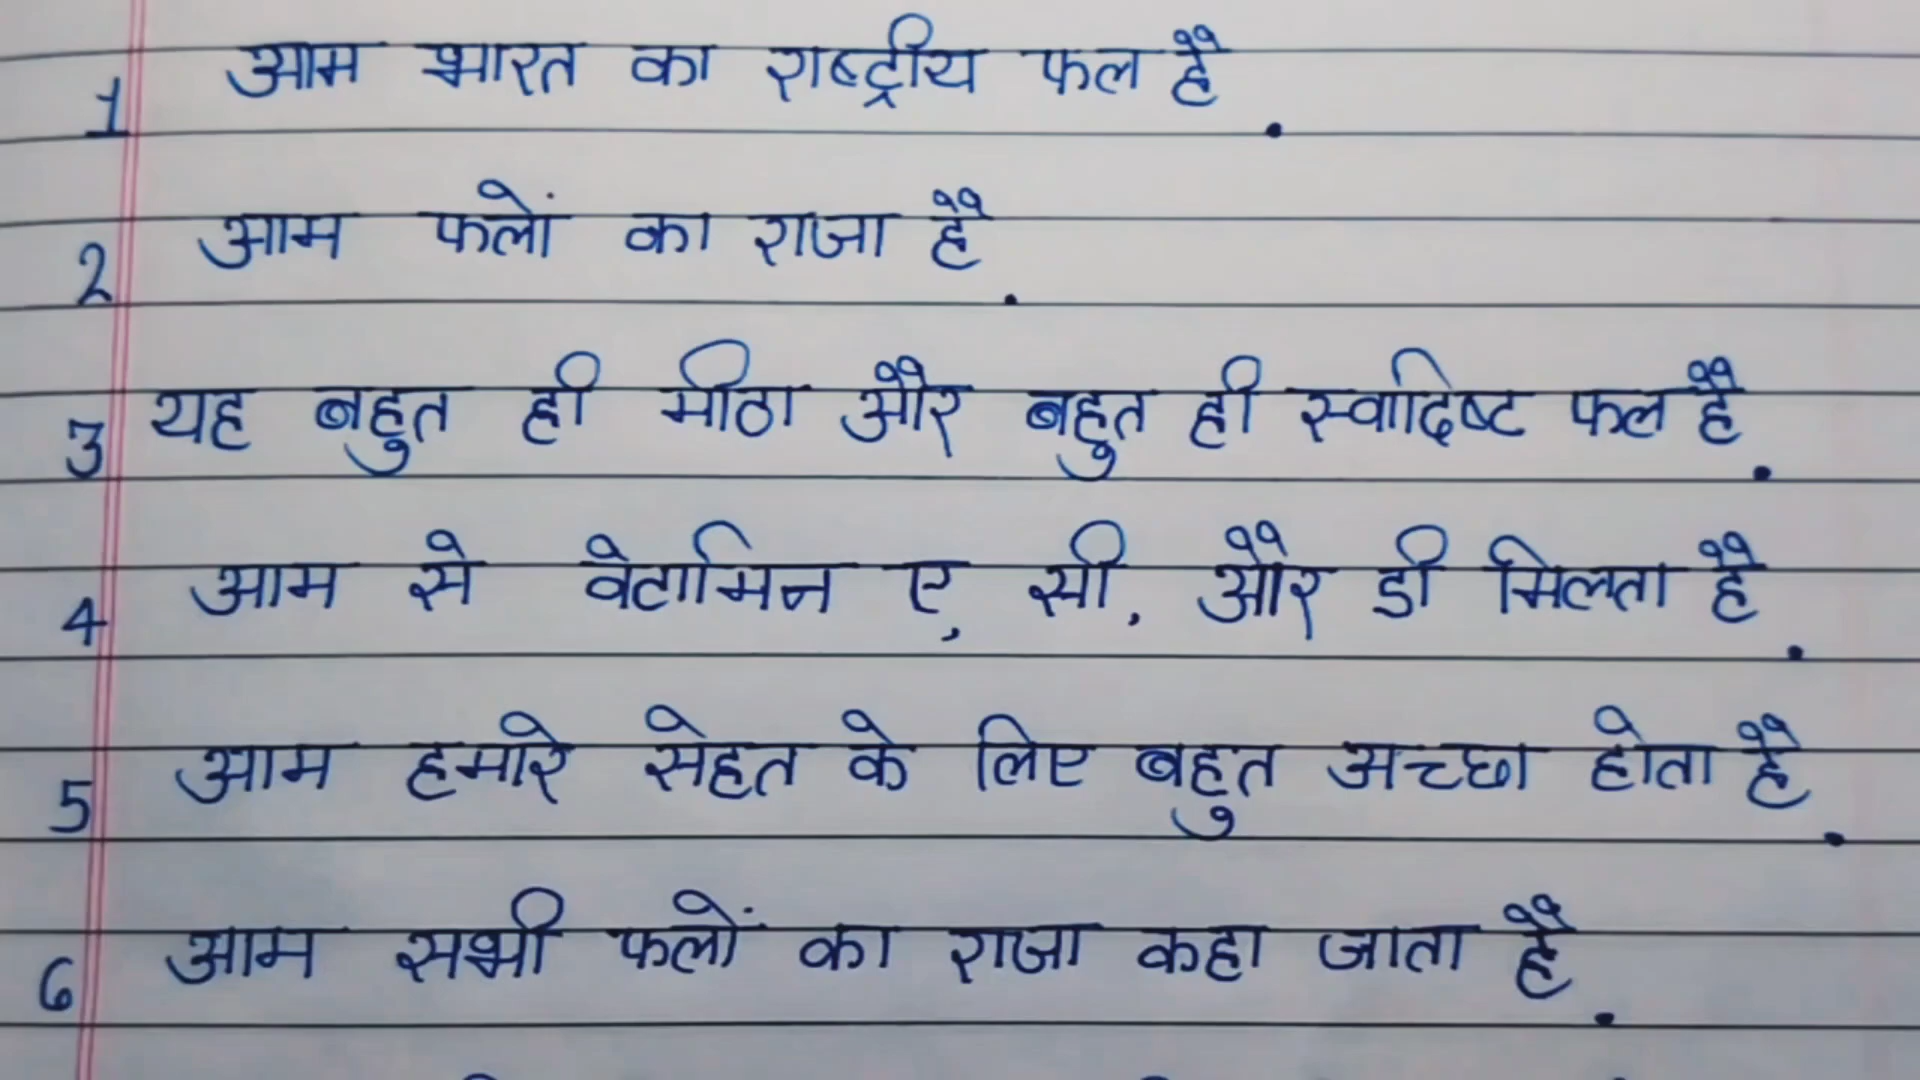 1 आम भारत का राष्ट्रीय फल है.
2 आम फलों का राजा है.
3 यह बहुत ही मीठा और बहुत ही स्वादिष्ट फल है.
4 आम से वेटामिन ए, सी, और डी मिलता है.
5 आम हमारे सेहत के लिए बहुत अच्छा होता है.
6 आम सभी फलों का राजा कहा जाता है.